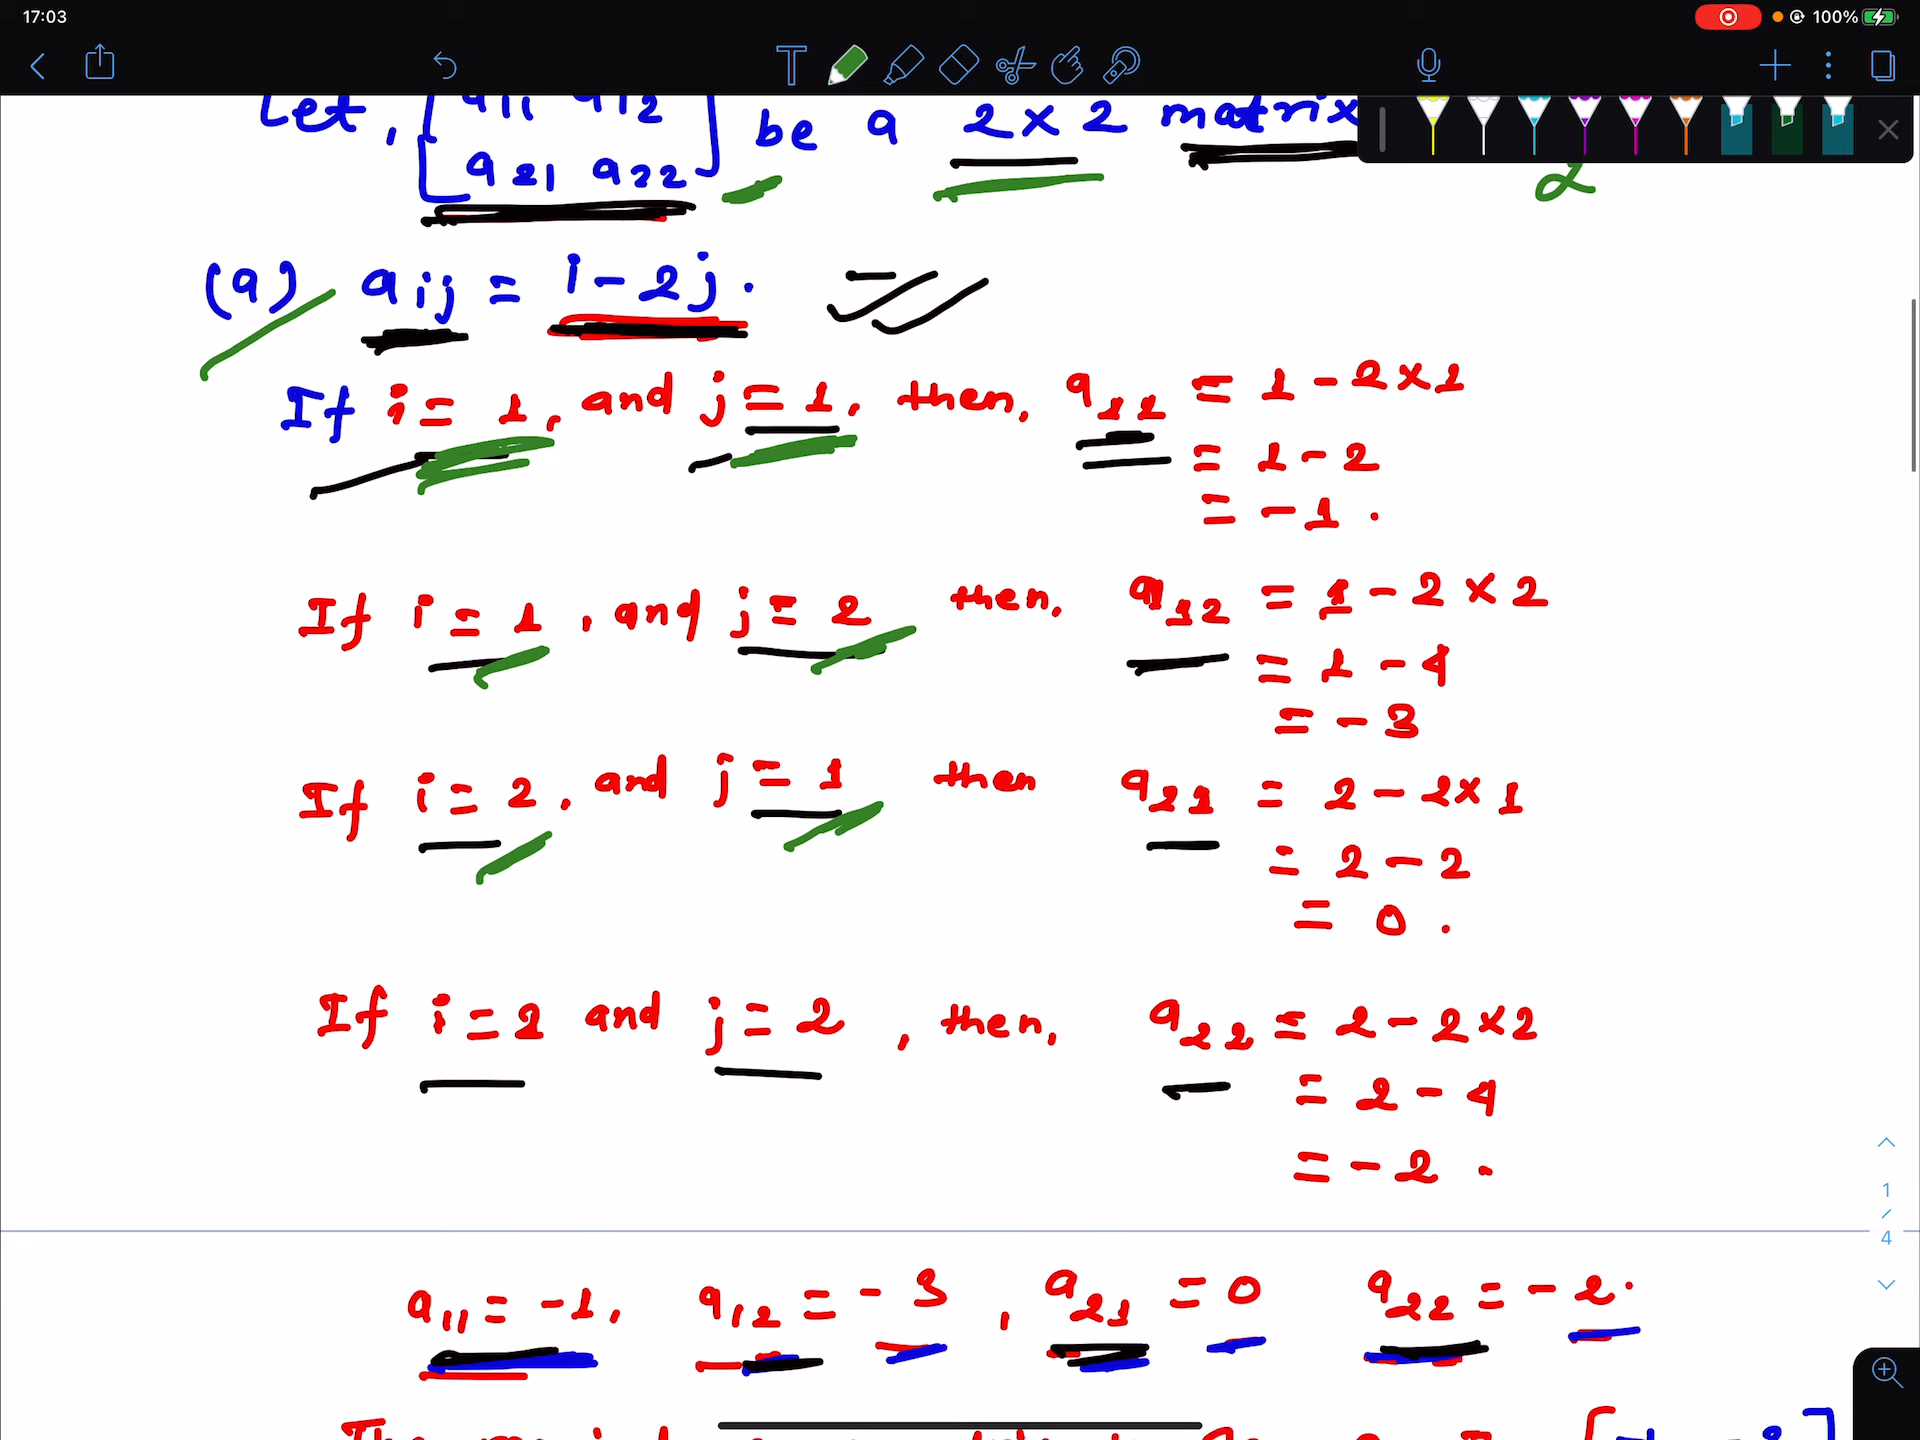 17:03
100%
Let, [a11 a12
a21 a22] be a 2×2 matrix
2
(a) aij = i - 2j.
If i = 1, and j = 1, then, a11 = 1 - 2×1
= 1 - 2
= -1.
If i = 1, and j = 2 then, a12 = 1 - 2×2
= 1 - 4
= -3
If i = 2, and j = 1 then a21 = 2 - 2×1
= 2 - 2
= 0.
If i = 2 and j = 2, then, a22 = 2 - 2×2
= 2 - 4
= -2.
1
/
4
a11 = -1, a12 = -3, a21 = 0 a22 = -2.